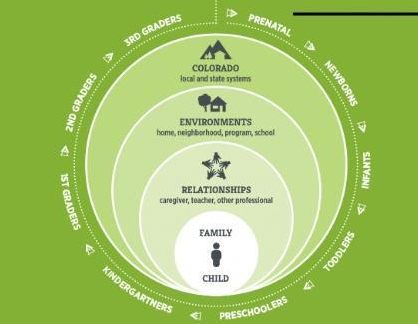 PRENATAL
NEWBORNS
INFANTS
TODDLERS
PRESCHOOLERS
KINDERGARTNERS
1ST GRADERS
2ND GRADERS
3RD GRADERS
COLORADO
local and state systems
ENVIRONMENTS
home, neighborhood, program, school
RELATIONSHIPS
caregiver, teacher, other professional
FAMILY
CHILD